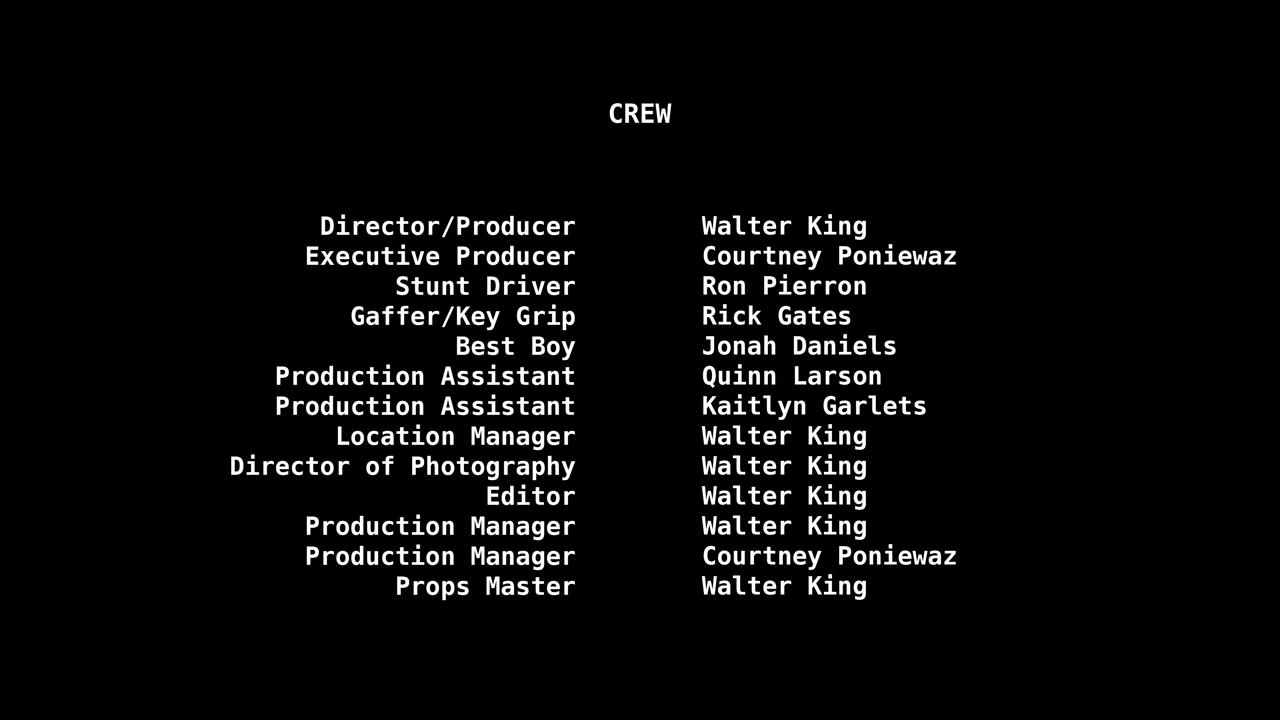 CREW
Director/Producer Walter King
Executive Producer Courtney Poniewaz
Stunt Driver Ron Pierron
Gaffer/Key Grip Rick Gates
Best Boy Jonah Daniels
Production Assistant Quinn Larson
Production Assistant Kaitlyn Garlets
Location Manager Walter King
Director of Photography Walter King
Editor Walter King
Production Manager Walter King
Production Manager Courtney Poniewaz
Props Master Walter King